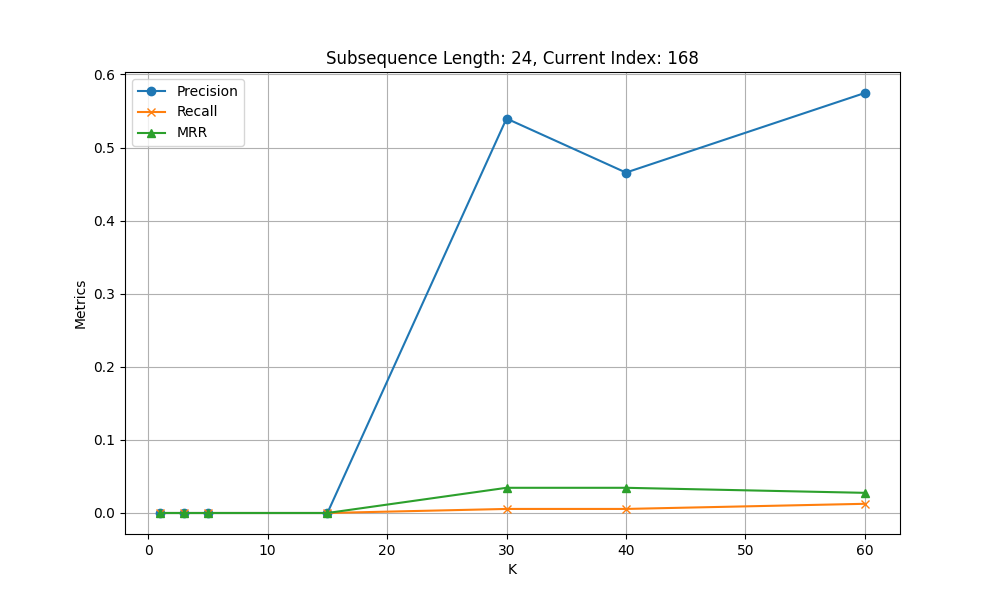 Subsequence Length: 24, Current Index: 168
Precision
Recall
MRR
0.6
0.5
0.4
0.3
0.2
0.1
0.0
Metrics
0 10 20 30 40 50 60
K